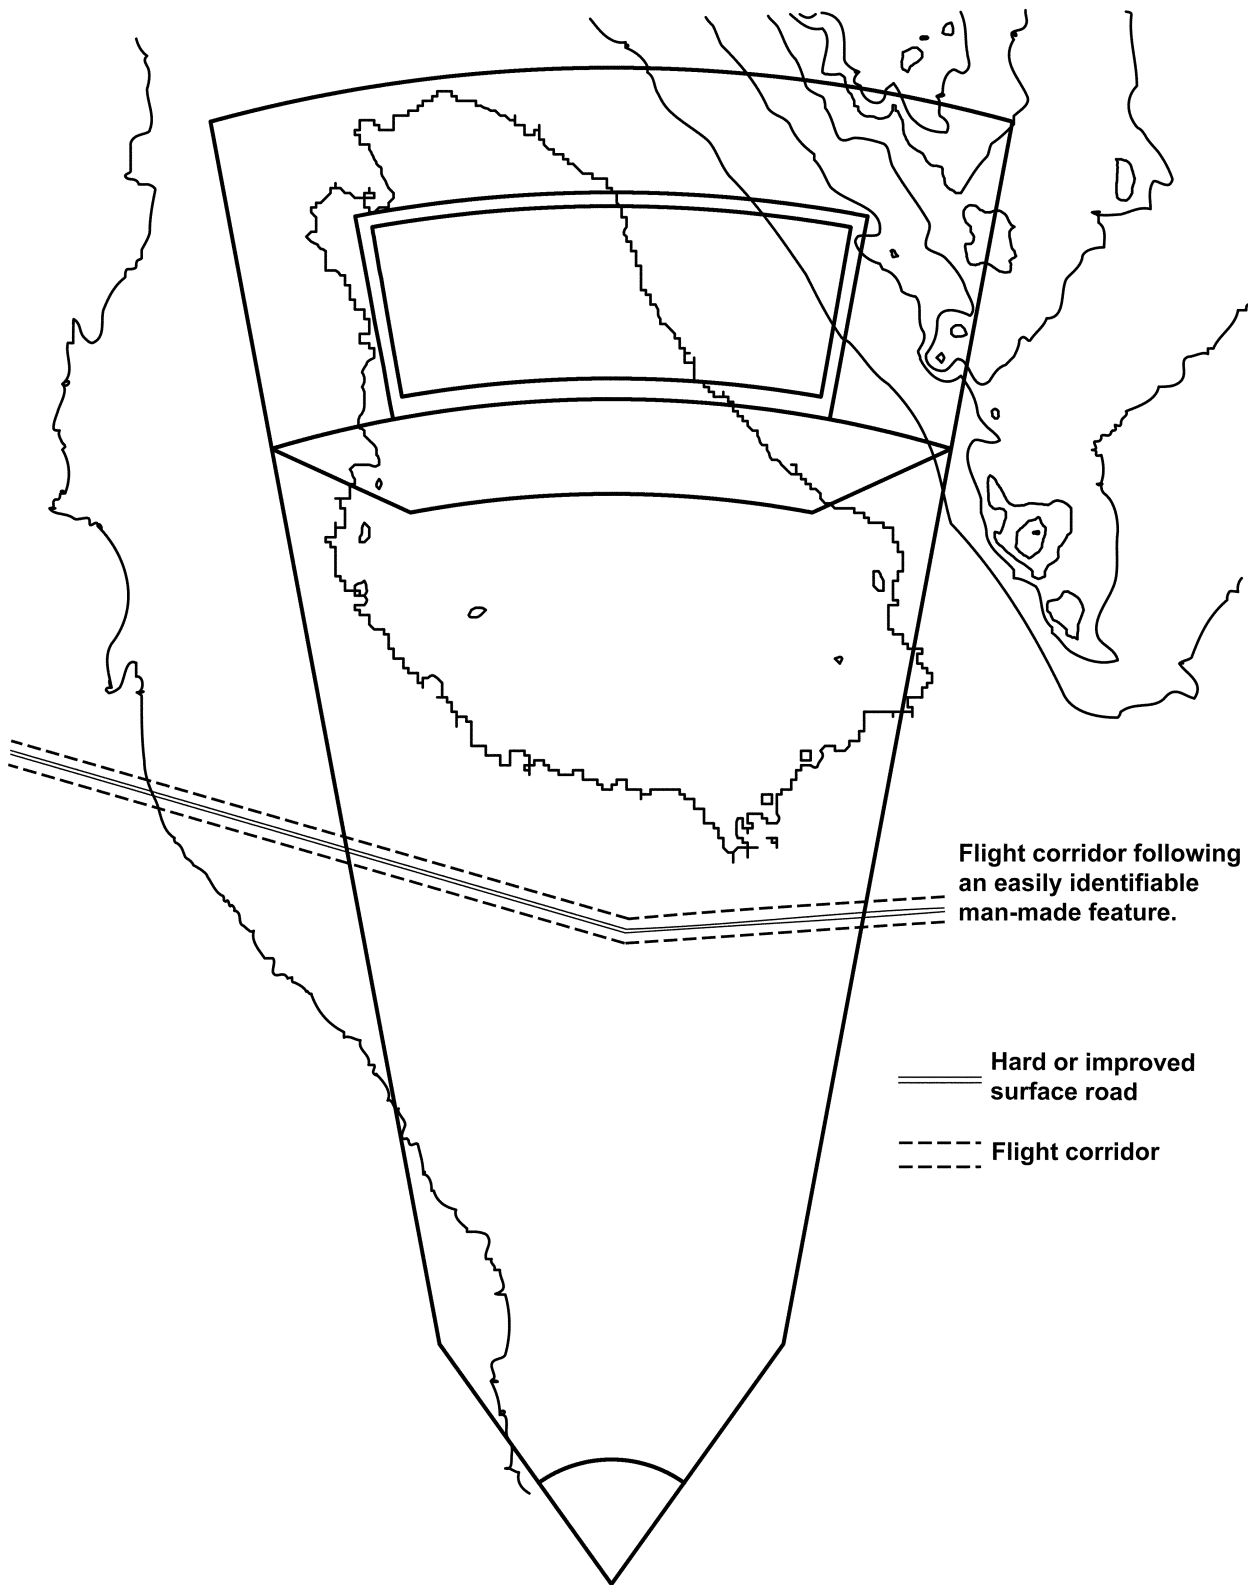 Flight corridor following
an easily identifiable
man-made feature.
Hard or improved
surface road
Flight corridor